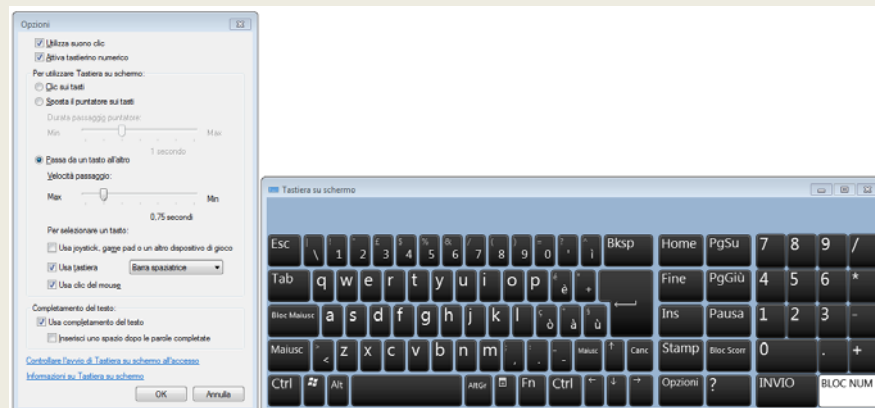 Opzioni
Utilizza suono clic
Attiva tastierino numerico
Per utilizzare Tastiera su schermo:
Clic sui tasti
Sposta il puntatore sui tasti
Durata passaggio puntatore:
Min Max
1 secondo
Passa da un tasto all'altro
Velocità passaggio:
Max Min
0,75 secondi
Per selezionare un tasto:
Usa joystick, game pad o un altro dispositivo di gioco
Usa tastiera Barra spaziatrice
Usa clic del mouse
Completamento del testo:
Usa completamento del testo
Inserisci uno spazio dopo le parole completate
Controllare l'avvio di Tastiera su schermo all'accesso
Informazioni su Tastiera su schermo
OK Annulla
Tastiera su schermo
Esc | \ ! 1 " 2 £ 3 $ 4 % 5 & 6 / 7 ( 8 ) 9 = 0 ? ' ^ ì Bksp Home PgSu 7 8 9 /
Tab q w e r t y u i o p é è * + Fine PgGiù 4 5 6 *
Bloc Maiusc a s d f g h j k l ç ò ° à § ù Ins Pausa 1 2 3 -
Maiusc > < z x c v b n m ; , : . _ - Maiusc ↑ Canc Stamp Bloc Scorr 0 . +
Ctrl Alt AltGr Fn Ctrl ← ↓ → Opzioni ? INVIO BLOC NUM